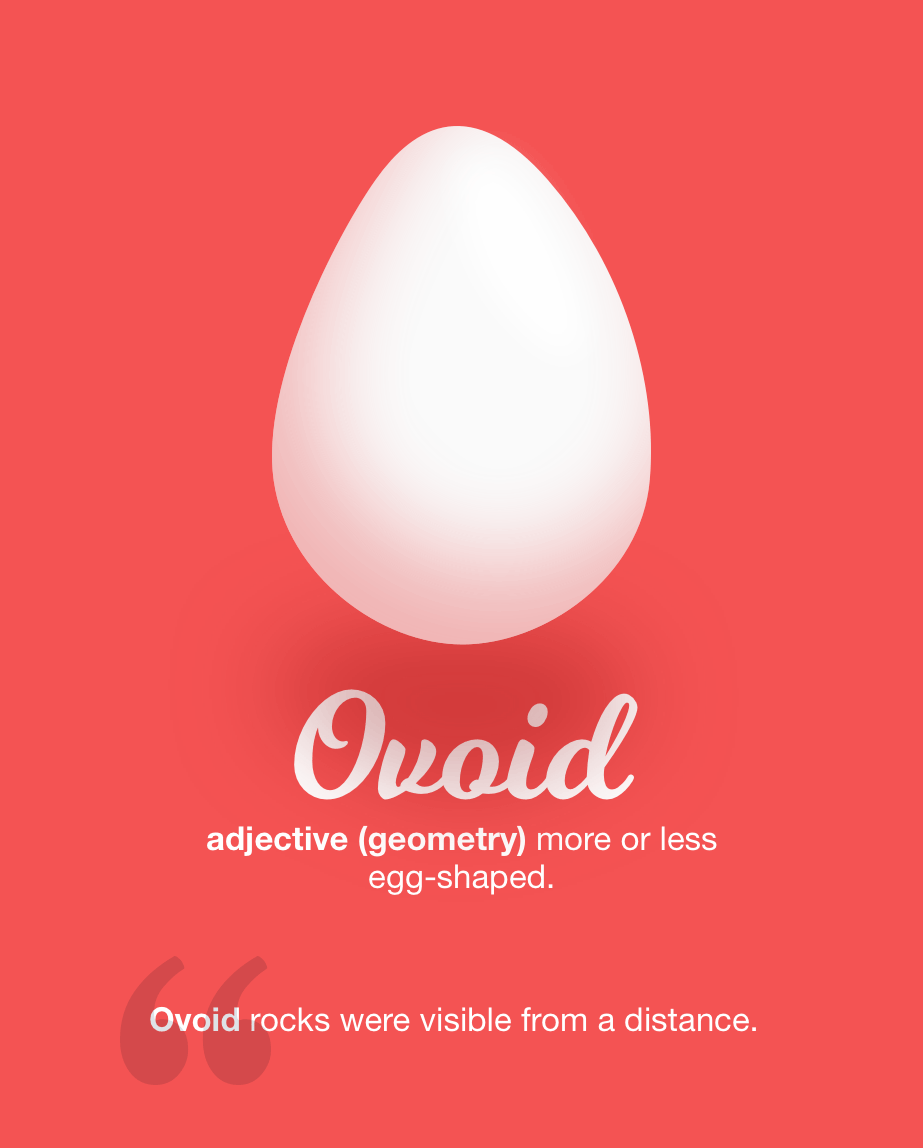 Ovoid
adjective (geometry) more or less
egg-shaped.
“
Ovoid rocks were visible from a distance.